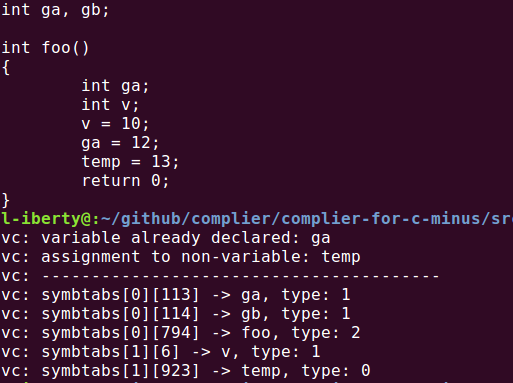 int ga, gb;
int foo()
{
int ga;
int v;
v = 10;
ga = 12;
temp = 13;
return 0;
}
l-iberty@:~/github/complier/complier-for-c-minus/sr
vc: variable already declared: ga
vc: assignment to non-variable: temp
vc: ----------------------------------------
vc: symbtabs[0][113] -> ga, type: 1
vc: symbtabs[0][114] -> gb, type: 1
vc: symbtabs[0][794] -> foo, type: 2
vc: symbtabs[1][6] -> v, type: 1
vc: symbtabs[1][923] -> temp, type: 0